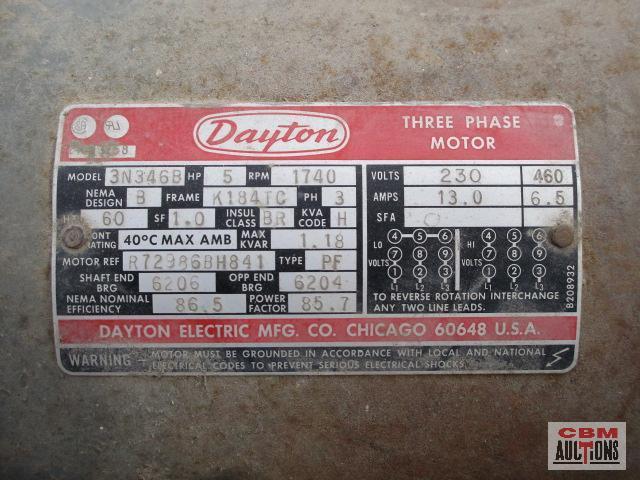 Dayton
THREE PHASE
MOTOR
MODEL 3N346B HP 5 RPM 1740
NEMA DESIGN B FRAME K184TC PH 3
60 SF 1.0 INSUL CLASS BR KVA CODE H
40°C MAX AMB MAX KVAR 1.18
MOTOR REF R72986BH841 TYPE PF
SHAFT END BRG 6206 OPP END BRG 6204
NEMA NOMINAL EFFICIENCY 86.5 POWER FACTOR 85.7
VOLTS 230 460
AMPS 13.0 6.5
SFA
4 5 6 4 5 6
LO 7 8 9 HI 7 8 9
VOLTS 1 2 3 VOLTS 1 2 3
L1 L2 L3 L1 L2 L3
TO REVERSE ROTATION INTERCHANGE
ANY TWO LINE LEADS.
B208932
DAYTON ELECTRIC MFG. CO. CHICAGO 60648 U.S.A.
WARNING MOTOR MUST BE GROUNDED IN ACCORDANCE WITH LOCAL AND NATIONAL
ELECTRICAL CODES TO PREVENT SERIOUS ELECTRICAL SHOCKS
CBM
AUCTIONS